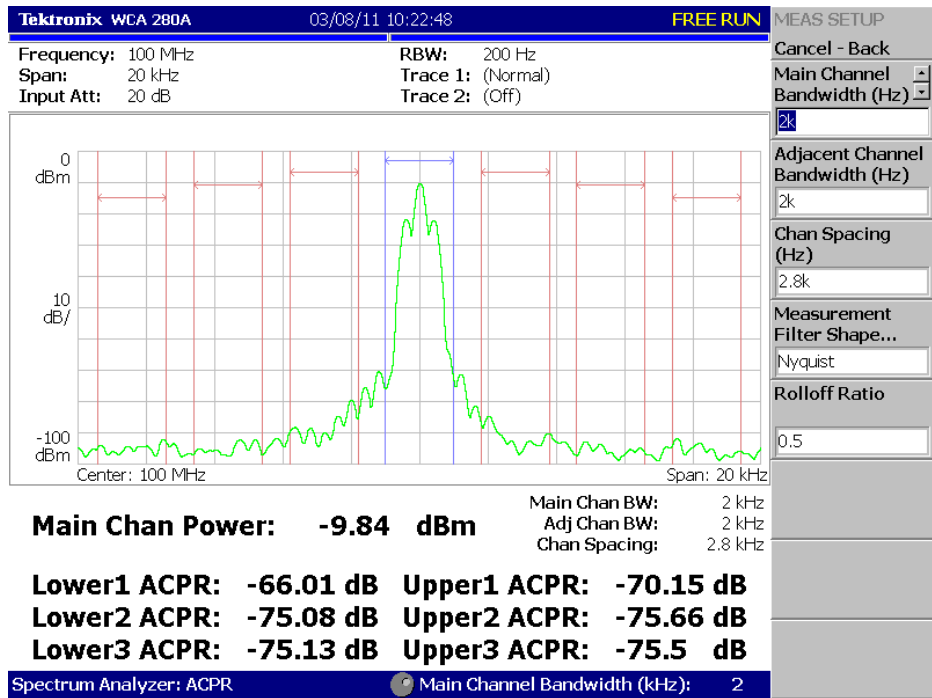 Tektronix WCA 280A 03/08/11 10:22:48 FREE RUN
Frequency: 100 MHz RBW: 200 Hz
Span: 20 kHz Trace 1: (Normal)
Input Att: 20 dB Trace 2: (Off)
0
dBm
10
dB/
-100
dBm
Center: 100 MHz Span: 20 kHz
Main Chan Power: -9.84 dBm
Main Chan BW: 2 kHz
Adj Chan BW: 2 kHz
Chan Spacing: 2.8 kHz
Lower1 ACPR: -66.01 dB Upper1 ACPR: -70.15 dB
Lower2 ACPR: -75.08 dB Upper2 ACPR: -75.66 dB
Lower3 ACPR: -75.13 dB Upper3 ACPR: -75.5 dB
Spectrum Analyzer: ACPR Main Channel Bandwidth (kHz): 2
MEAS SETUP
Cancel - Back
Main Channel
Bandwidth (Hz)
2k
Adjacent Channel
Bandwidth (Hz)
2k
Chan Spacing
(Hz)
2.8k
Measurement
Filter Shape...
Nyquist
Rolloff Ratio
0.5